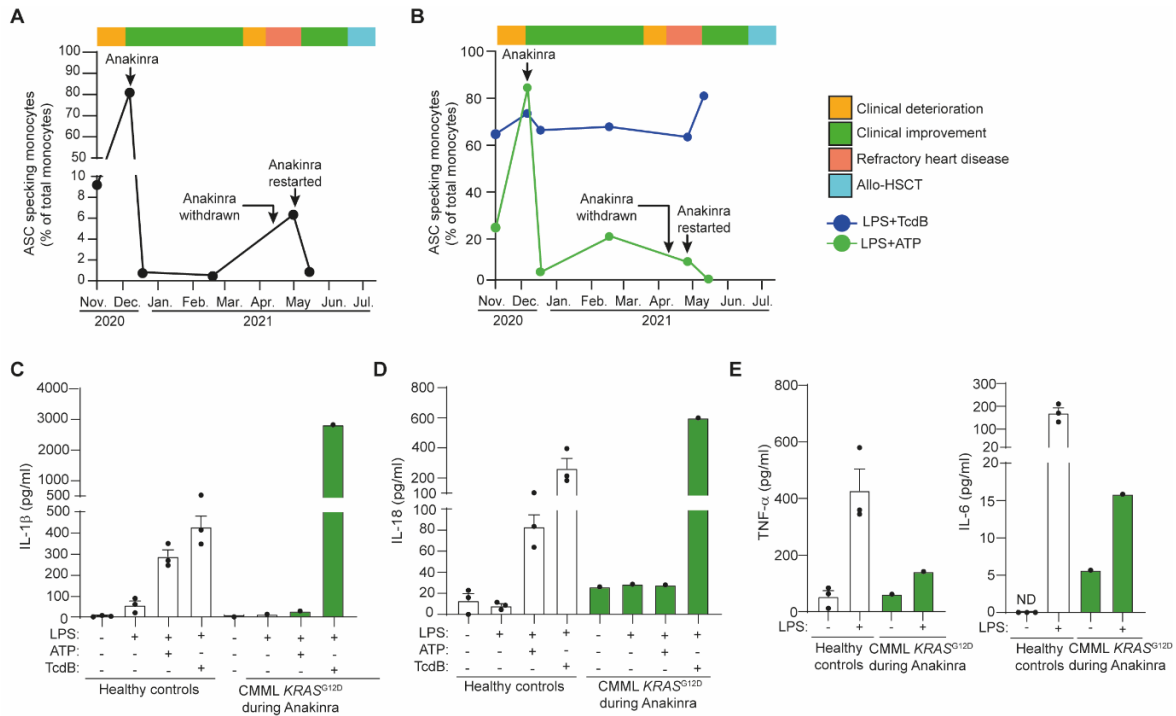 A
B
Anakinra
Anakinra
ASC specking monocytes
(% of total monocytes)
100
90
80
70
60
50
10
8
6
4
2
0
Anakinra
withdrawn
Anakinra
restarted
Nov. Dec. Jan. Feb. Mar. Apr. May Jun. Jul.
2020 2021
ASC specking monocytes
(% of total monocytes)
100
80
60
40
20
0
Anakinra
withdrawn
Anakinra
restarted
Nov. Dec. Jan. Feb. Mar. Apr. May Jun. Jul.
2020 2021
Clinical deterioration
Clinical improvement
Refractory heart disease
Allo-HSCT
LPS+TcdB
LPS+ATP
C
IL-1β (pg/ml)
4000
3000
2000
1000
500
400
300
200
100
0
LPS: - + + + - + + +
ATP: - - + - - - + -
TcdB: - - - + - - - +
Healthy controls
CMML KRASG12D
during Anakinra
D
IL-18 (pg/ml)
800
600
400
200
100
80
60
40
20
0
LPS: - + + + - + + +
ATP: - - + - - - + -
TcdB: - - - + - - - +
Healthy controls
CMML KRASG12D
during Anakinra
E
TNF-α (pg/ml)
800
600
400
200
0
LPS: - + - +
Healthy
controls
CMML KRASG12D
during Anakinra
IL-6 (pg/ml)
300
200
100
20
20
15
10
5
0
ND
LPS: - + - +
Healthy
controls
CMML KRASG12D
during Anakinra